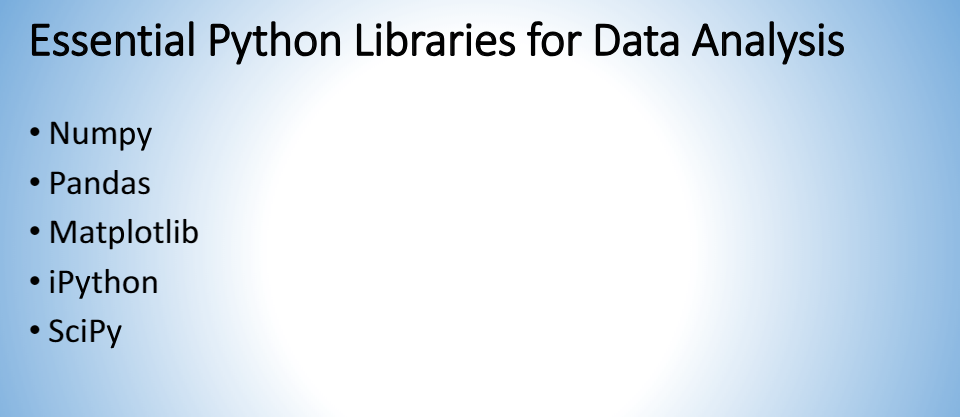 Essential Python Libraries for Data Analysis
• Numpy
• Pandas
• Matplotlib
• iPython
• SciPy